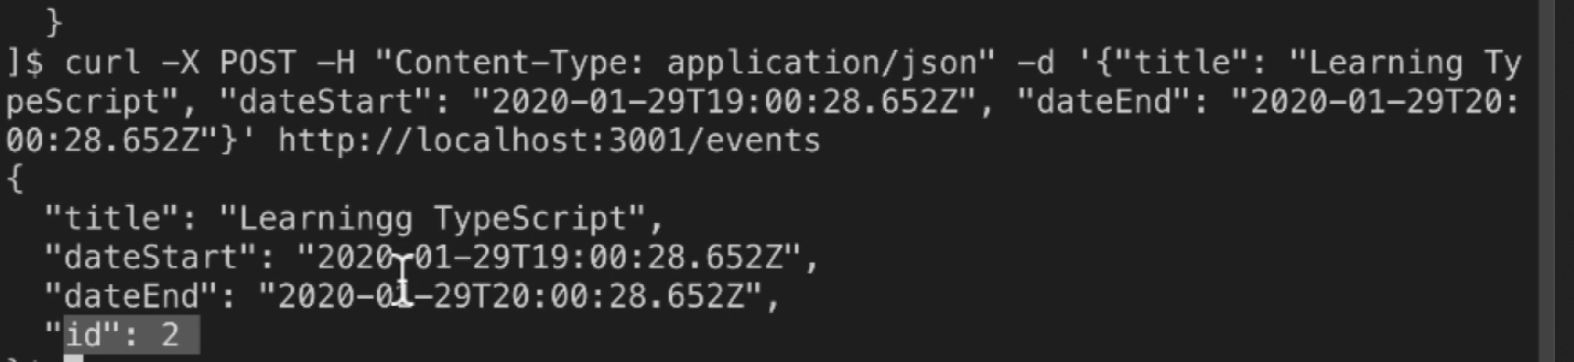 }
]$ curl -X POST -H "Content-Type: application/json" -d '{"title": "Learning Ty
peScript", "dateStart": "2020-01-29T19:00:28.652Z", "dateEnd": "2020-01-29T20:
00:28.652Z"}' http://localhost:3001/events
{
"title": "Learningg TypeScript",
"dateStart": "2020-01-29T19:00:28.652Z",
"dateEnd": "2020-01-29T20:00:28.652Z",
"id": 2